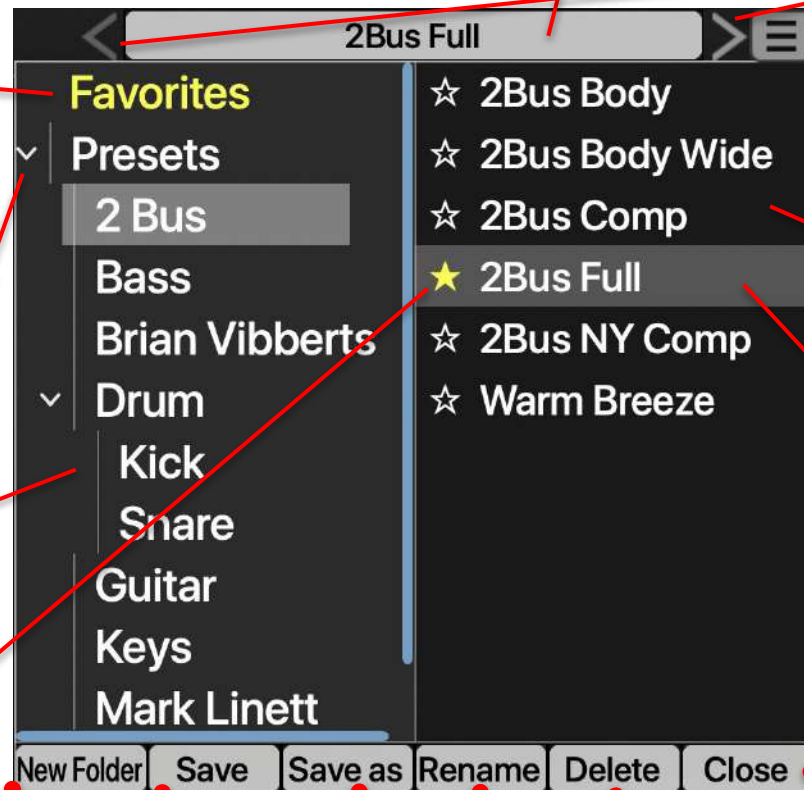 2Bus Full
Favorites
Presets
2 Bus
Bass
Brian Vibberts
Drum
Kick
Snare
Guitar
Keys
Mark Linett
2Bus Body
2Bus Body Wide
2Bus Comp
2Bus Full
2Bus NY Comp
Warm Breeze
New Folder Save Save as Rename Delete Close